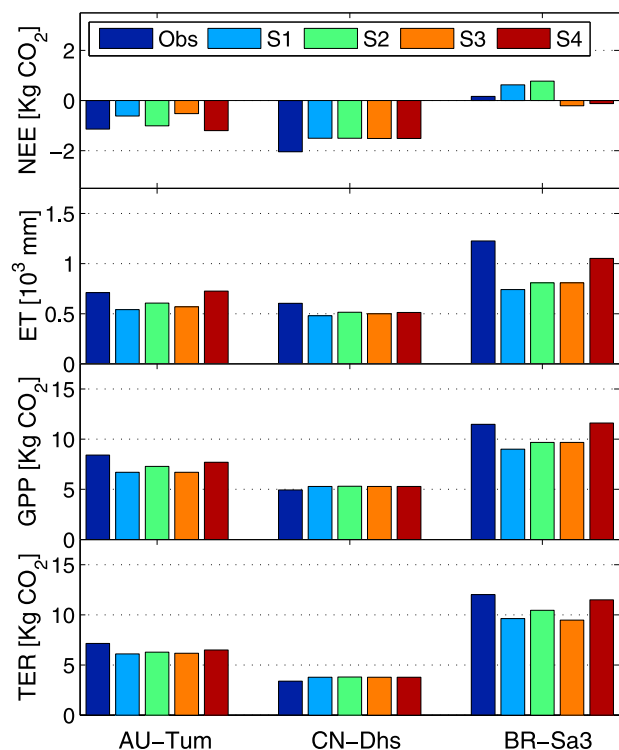 Obs S1 S2 S3 S4
NEE [Kg CO2]
2
0
−2
ET [10^3 mm]
1.5
1
0.5
0
GPP [Kg CO2]
15
10
5
0
TER [Kg CO2]
15
10
5
0
AU−Tum CN−Dhs BR−Sa3